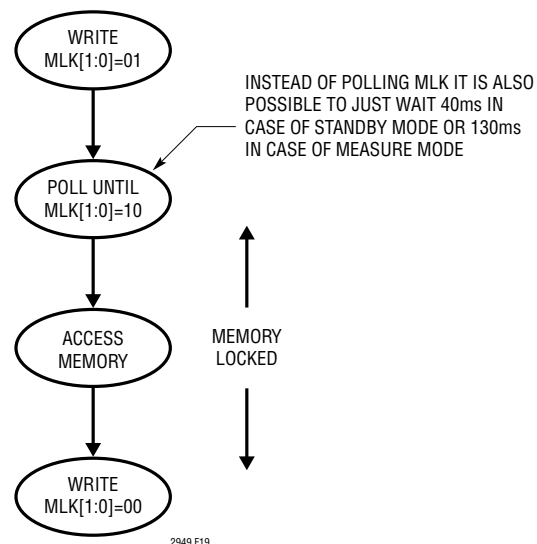 WRITE
MLK[1:0]=01
INSTEAD OF POLLING MLK IT IS ALSO
POSSIBLE TO JUST WAIT 40ms IN
CASE OF STANDBY MODE OR 130ms
IN CASE OF MEASURE MODE
POLL UNTIL
MLK[1:0]=10
ACCESS
MEMORY
MEMORY
LOCKED
WRITE
MLK[1:0]=00
2949 F19